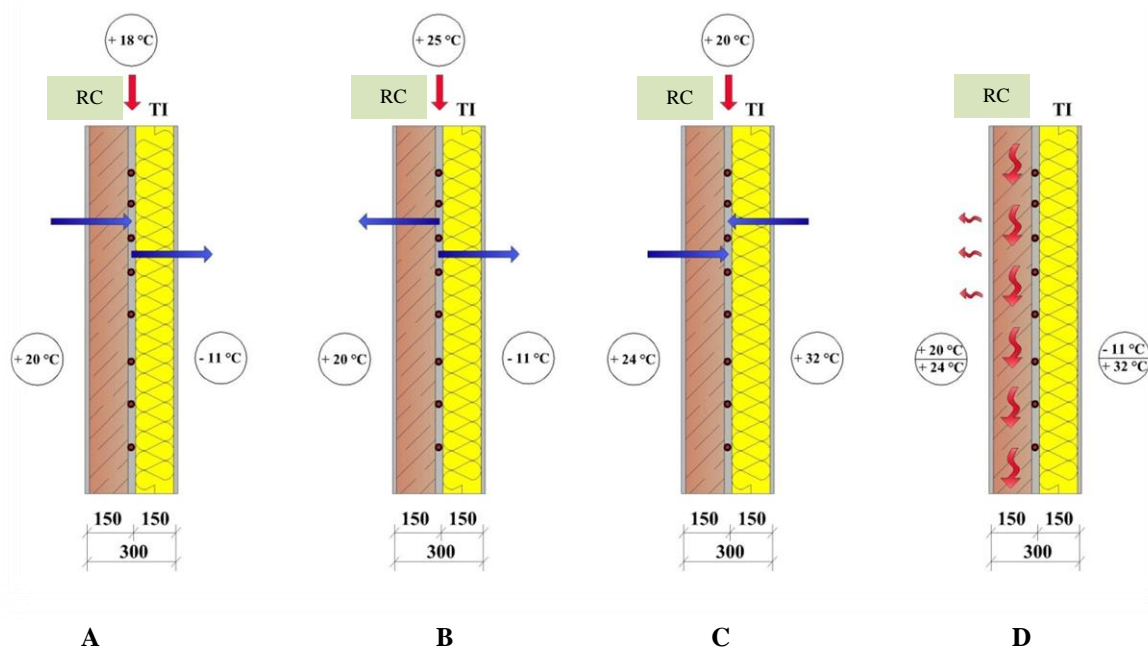 + 18 °C
+ 25 °C
+ 20 °C
RC
TI
RC
TI
RC
TI
RC
TI
+ 20 °C
- 11 °C
+ 20 °C
- 11 °C
+ 24 °C
+ 32 °C
+ 20 °C
+ 24 °C
- 11 °C
+ 32 °C
150 150
300
150 150
300
150 150
300
150 150
300
A
B
C
D